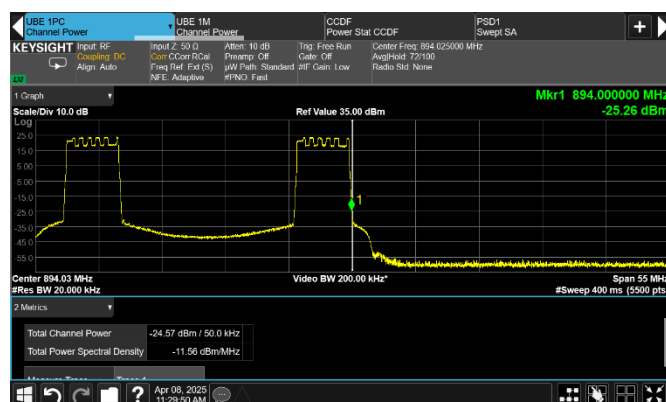 UBE 1PC
Channel Power
UBE 1M
Channel Power
CCDF
Power Stat CCDF
PSD1
Swept SA
KEYSIGHT
Input: RF
Coupling: DC
Align: Auto
Input Z: 50 Ω
Corr CCorr RCal
Freq Ref: Ext (S)
NFE: Adaptive
Atten: 10 dB
Preamp: Off
µW Path: Standard
#PNO: Fast
Trig: Free Run
Gate: Off
#IF Gain: Low
Center Freq: 894.025000 MHz
Avg|Hold: 72/100
Radio Std: None
LXI
1 Graph
Mkr1 894.000000 MHz
-25.26 dBm
Scale/Div 10.0 dB
Ref Value 35.00 dBm
Log
25.0
15.0
5.00
-5.00
-15.0
-25.0
-35.0
-45.0
-55.0
1
Center 894.03 MHz
#Res BW 20.000 kHz
Video BW 200.00 kHz*
Span 55 MHz
#Sweep 400 ms (5500 pts)
2 Metrics
Total Channel Power -24.57 dBm / 50.0 kHz
Total Power Spectral Density -11.56 dBm/MHz
Apr 08, 2025
11:29:50 AM